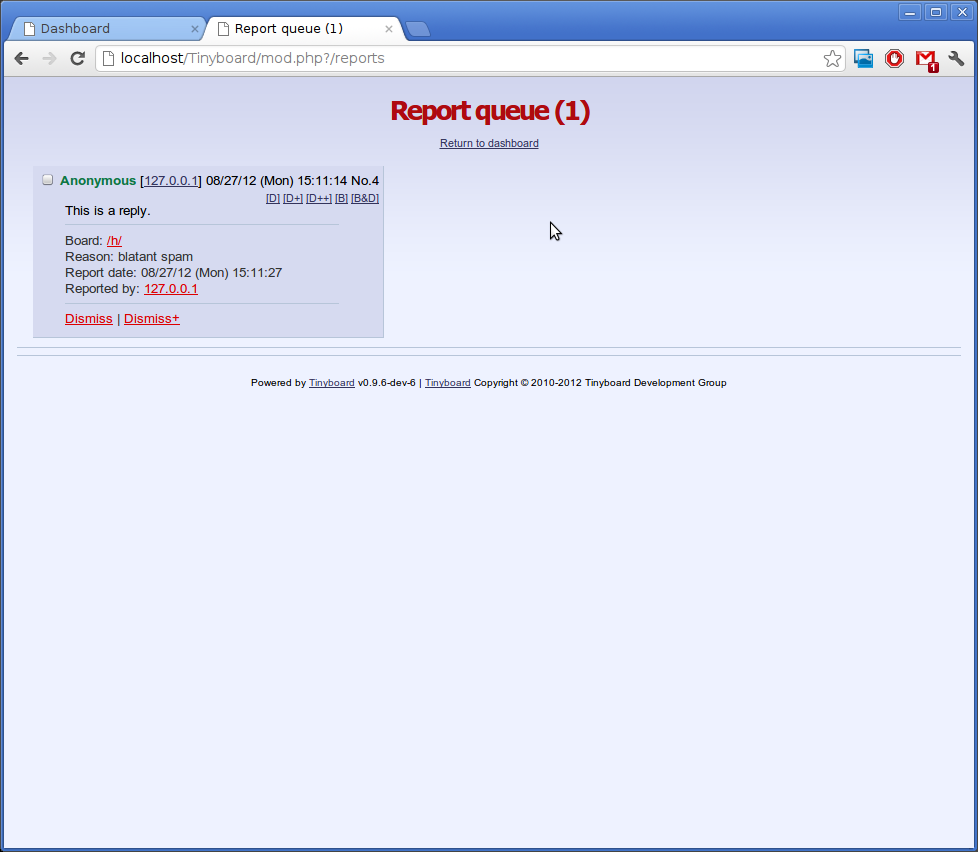 Dashboard
Report queue (1)
localhost/Tinyboard/mod.php?/reports
1
Report queue (1)
Return to dashboard
Anonymous [127.0.0.1] 08/27/12 (Mon) 15:11:14 No.4
[D] [D+] [D++] [B] [B&D]
This is a reply.
Board: /h/
Reason: blatant spam
Report date: 08/27/12 (Mon) 15:11:27
Reported by: 127.0.0.1
Dismiss | Dismiss+
Powered by Tinyboard v0.9.6-dev-6 | Tinyboard Copyright © 2010-2012 Tinyboard Development Group